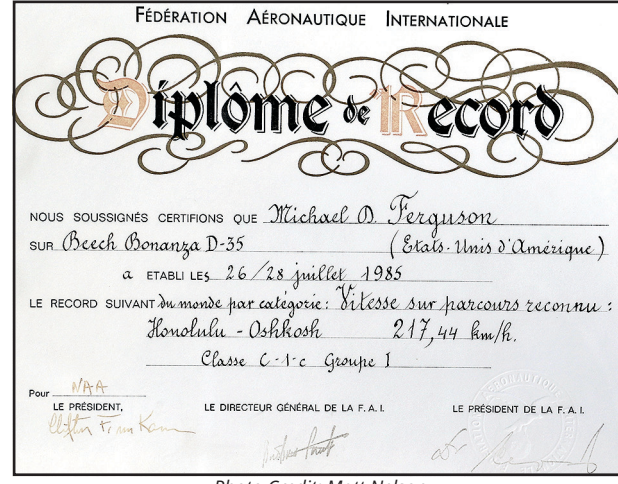 FÉDÉRATION AÉRONAUTIQUE INTERNATIONALE
Diplôme de Record
NOUS SOUSSIGNÉS CERTIFIONS QUE Michael D. Ferguson
SUR Beech Bonanza D-35 (Etats-Unis d'Amérique)
a ETABLI LES 26/28 juillet 1985
LE RECORD SUIVANT du monde par catégorie: Vitesse sur parcours reconnu:
Honolulu - Oshkosh 217,44 km/h.
Classe C-1-c Groupe I
Pour NAA
LE PRÉSIDENT, LE DIRECTEUR GÉNÉRAL DE LA F.A.I. LE PRÉSIDENT DE LA F.A.I.
Photo Credit: Matt Nelson